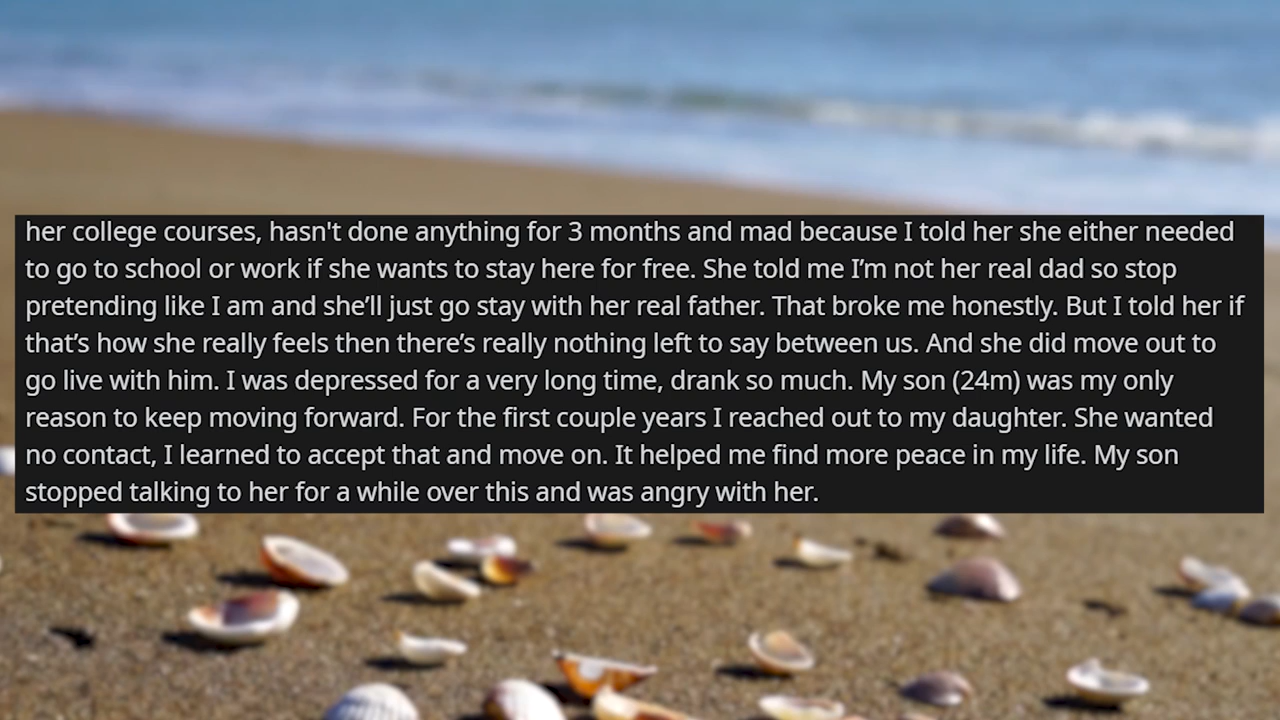 her college courses, hasn't done anything for 3 months and mad because I told her she either needed
to go to school or work if she wants to stay here for free. She told me I’m not her real dad so stop
pretending like I am and she’ll just go stay with her real father. That broke me honestly. But I told her if
that’s how she really feels then there’s really nothing left to say between us. And she did move out to
go live with him. I was depressed for a very long time, drank so much. My son (24m) was my only
reason to keep moving forward. For the first couple years I reached out to my daughter. She wanted
no contact, I learned to accept that and move on. It helped me find more peace in my life. My son
stopped talking to her for a while over this and was angry with her.